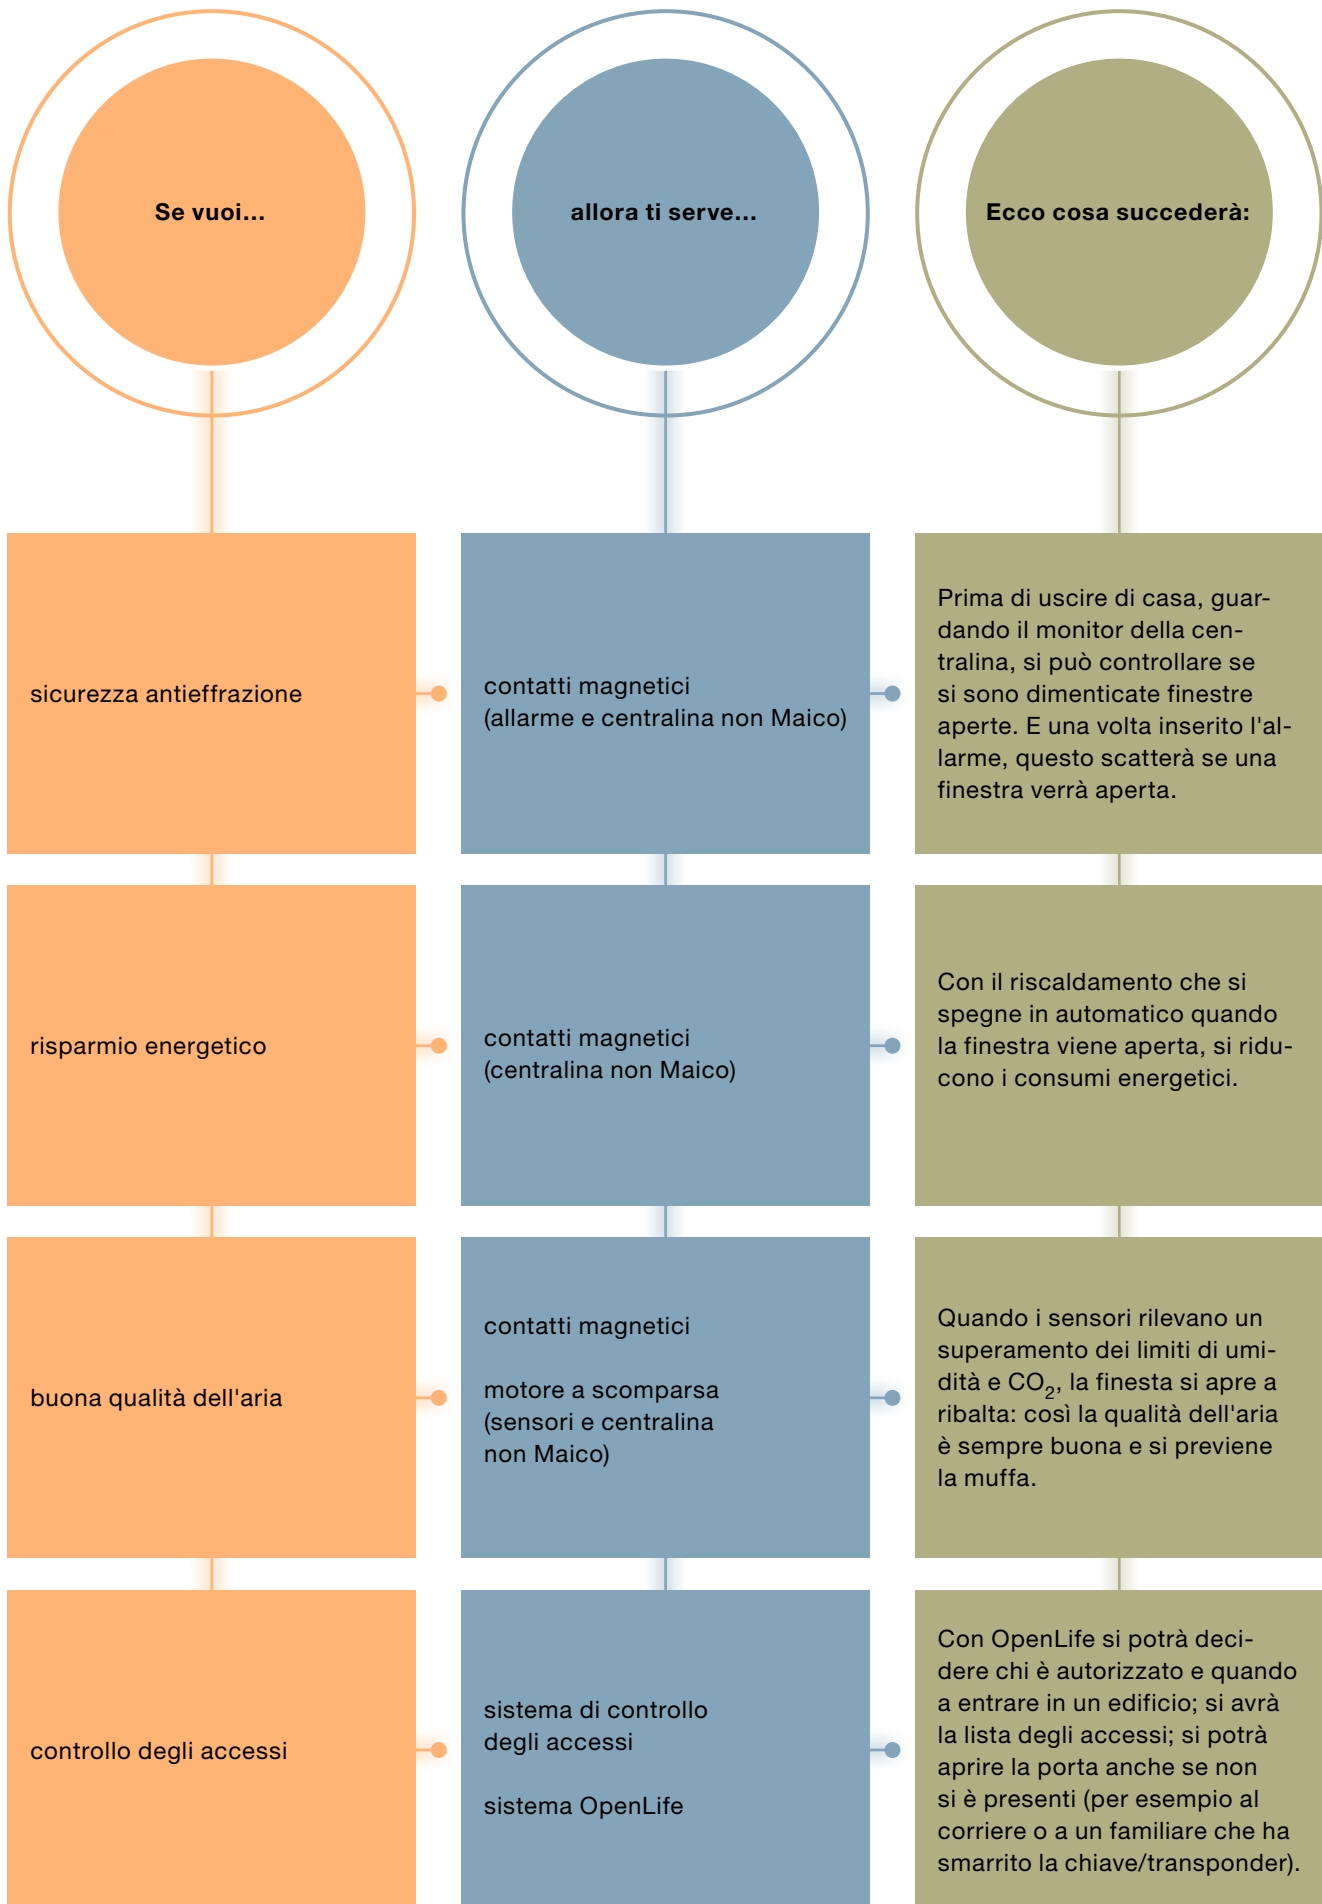 Se vuoi...
allora ti serve...
Ecco cosa succederà:
sicurezza antieffrazione
contatti magnetici
(allarme e centralina non Maico)
Prima di uscire di casa, guar-
dando il monitor della cen-
tralina, si può controllare se
si sono dimenticate finestre
aperte. E una volta inserito l'al-
larme, questo scatterà se una
finestra verrà aperta.
risparmio energetico
contatti magnetici
(centralina non Maico)
Con il riscaldamento che si
spegne in automatico quando
la finestra viene aperta, si ridu-
cono i consumi energetici.
buona qualità dell'aria
contatti magnetici
motore a scomparsa
(sensori e centralina
non Maico)
Quando i sensori rilevano un
superamento dei limiti di umi-
dità e CO₂, la finesta si apre a
ribalta: così la qualità dell'aria
è sempre buona e si previene
la muffa.
controllo degli accessi
sistema di controllo
degli accessi
sistema OpenLife
Con OpenLife si potrà deci-
dere chi è autorizzato e quando
a entrare in un edificio; si avrà
la lista degli accessi; si potrà
aprire la porta anche se non
si è presenti (per esempio al
corriere o a un familiare che ha
smarrito la chiave/transponder).